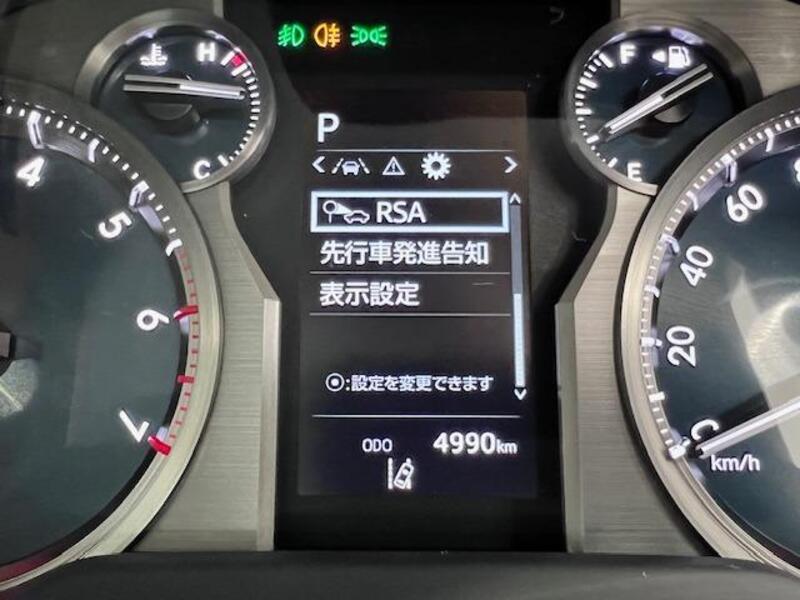 H
C
F
E
P
RSA
先行車発進告知
表示設定
:設定を変更できます
ODO 4990km
4
5
6
7
60
40
20
km/h